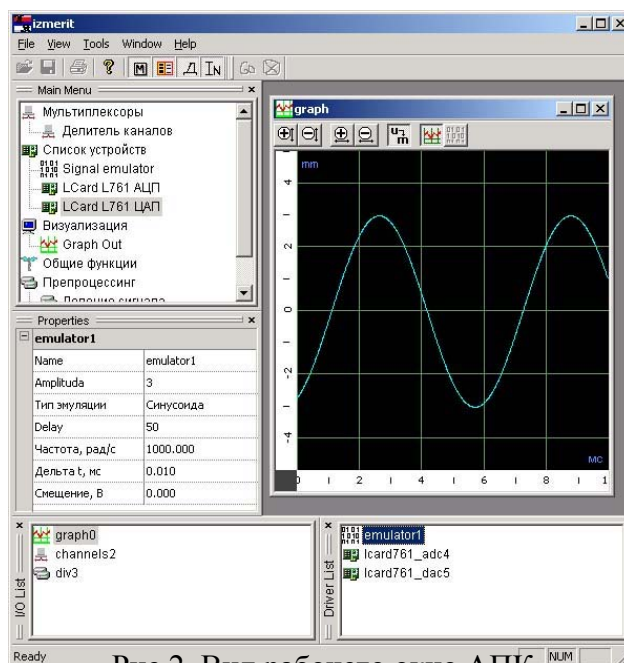 izmerit
File View Tools Window Help
Main Menu
Мультиплексоры
Делитель каналов
Список устройств
Signal emulator
LCard L761 АЦП
LCard L761 ЦАП
Визуализация
Graph Out
Общие функции
Препроцессинг
Properties
emulator1
Name emulator1
Amplituda 3
Тип эмуляции Синусоида
Delay 50
Частота, рад/с 1000.000
Дельта t, мс 0.010
Смещение, В 0.000
graph
mm
4
2
0
-2
-4
мс
0 2 4 6 8 1
I/O List
graph0
channels2
div3
Driver List
emulator1
lcard761_adc4
lcard761_dac5
Ready NUM
Рис 2. Вид рабочего окна АПК